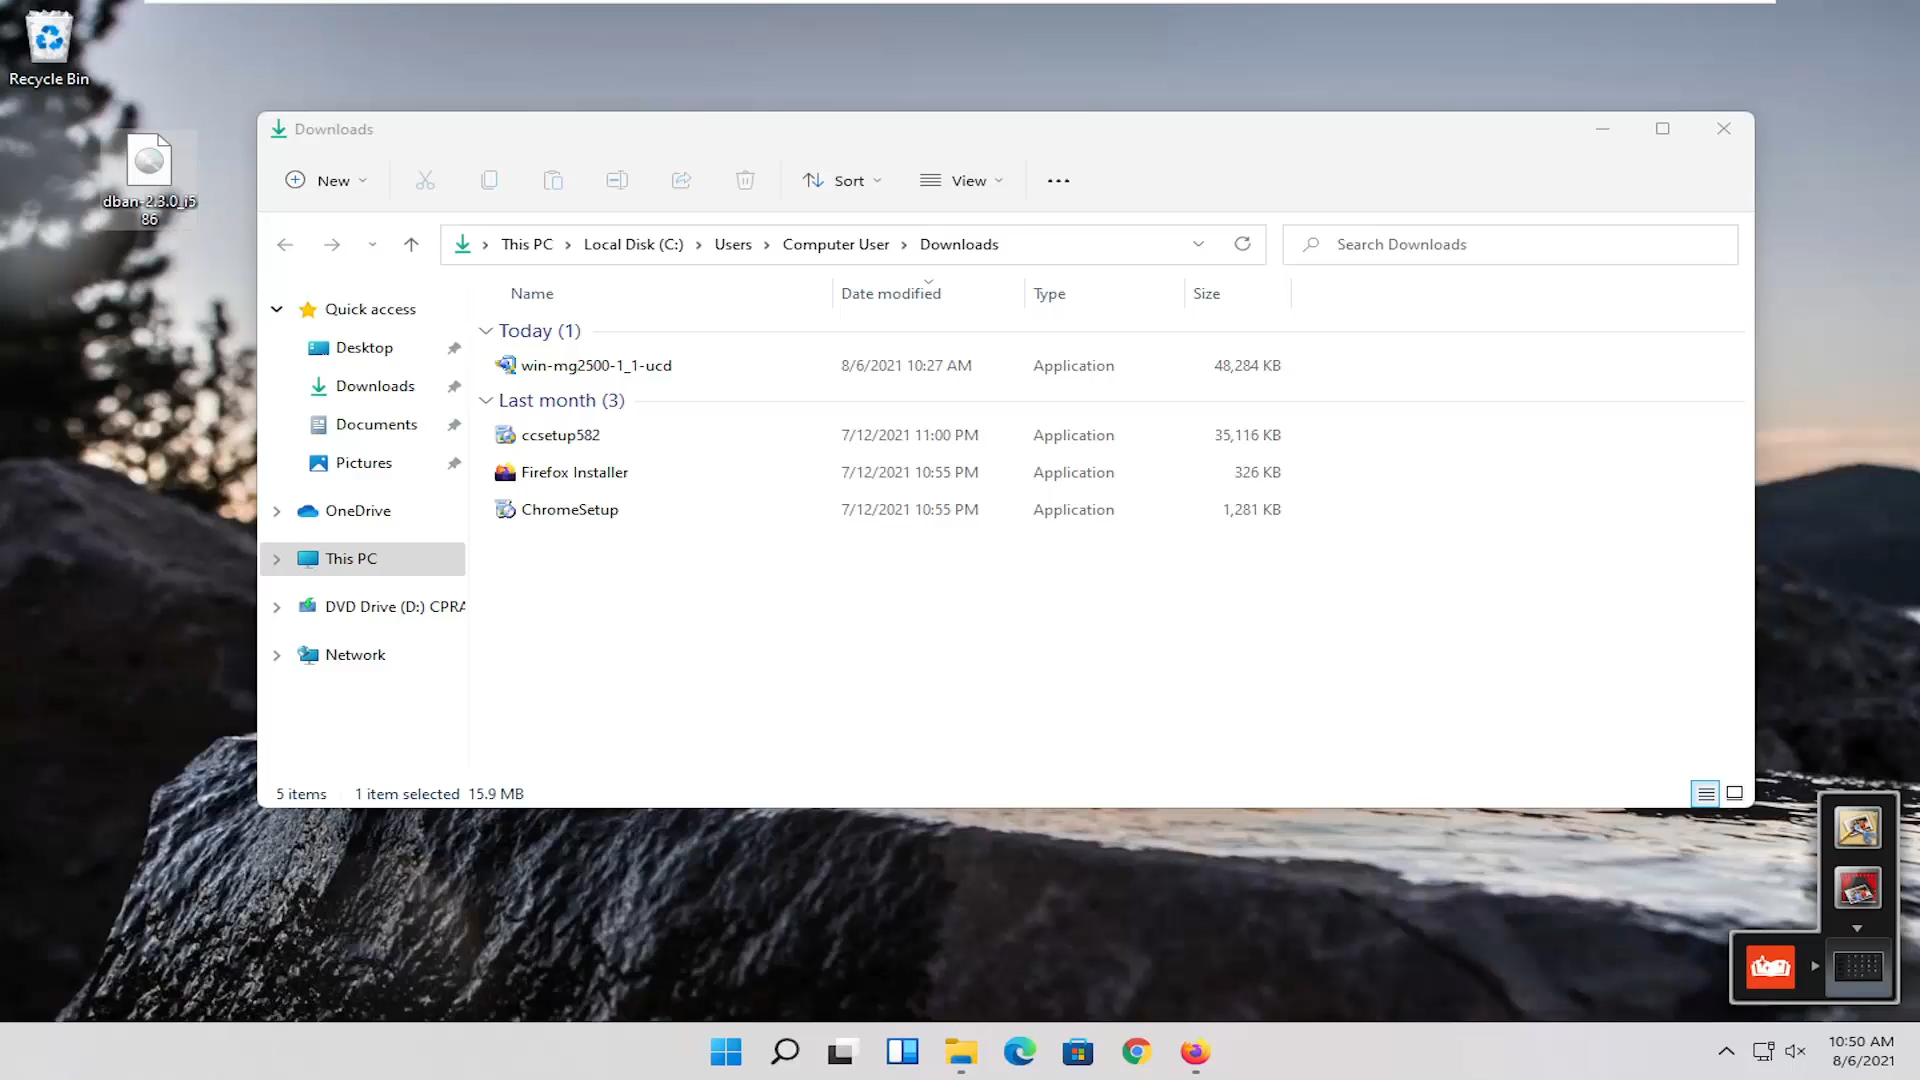 Recycle Bin
dban-2.3.0_i5
86
Downloads
New
Sort
View
This PC
Local Disk (C:)
Users
Computer User
Downloads
Search Downloads
Name
Date modified
Type
Size
Quick access
Desktop
Downloads
Documents
Pictures
OneDrive
This PC
DVD Drive (D:) CPRA
Network
Today (1)
win-mg2500-1_1-ucd 8/6/2021 10:27 AM Application 48,284 KB
Last month (3)
ccsetup582 7/12/2021 11:00 PM Application 35,116 KB
Firefox Installer 7/12/2021 10:55 PM Application 326 KB
ChromeSetup 7/12/2021 10:55 PM Application 1,281 KB
5 items 1 item selected 15.9 MB
10:50 AM
8/6/2021